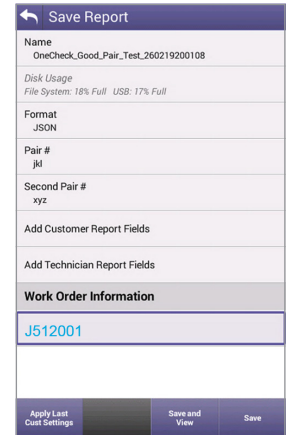 Save Report
Name
OneCheck_Good_Pair_Test_260219200108
Disk Usage
File System: 18% Full USB: 17% Full
Format
JSON
Pair #
jkl
Second Pair #
xyz
Add Customer Report Fields
Add Technician Report Fields
Work Order Information
J512001
Apply Last
Cust Settings
Save and
View
Save